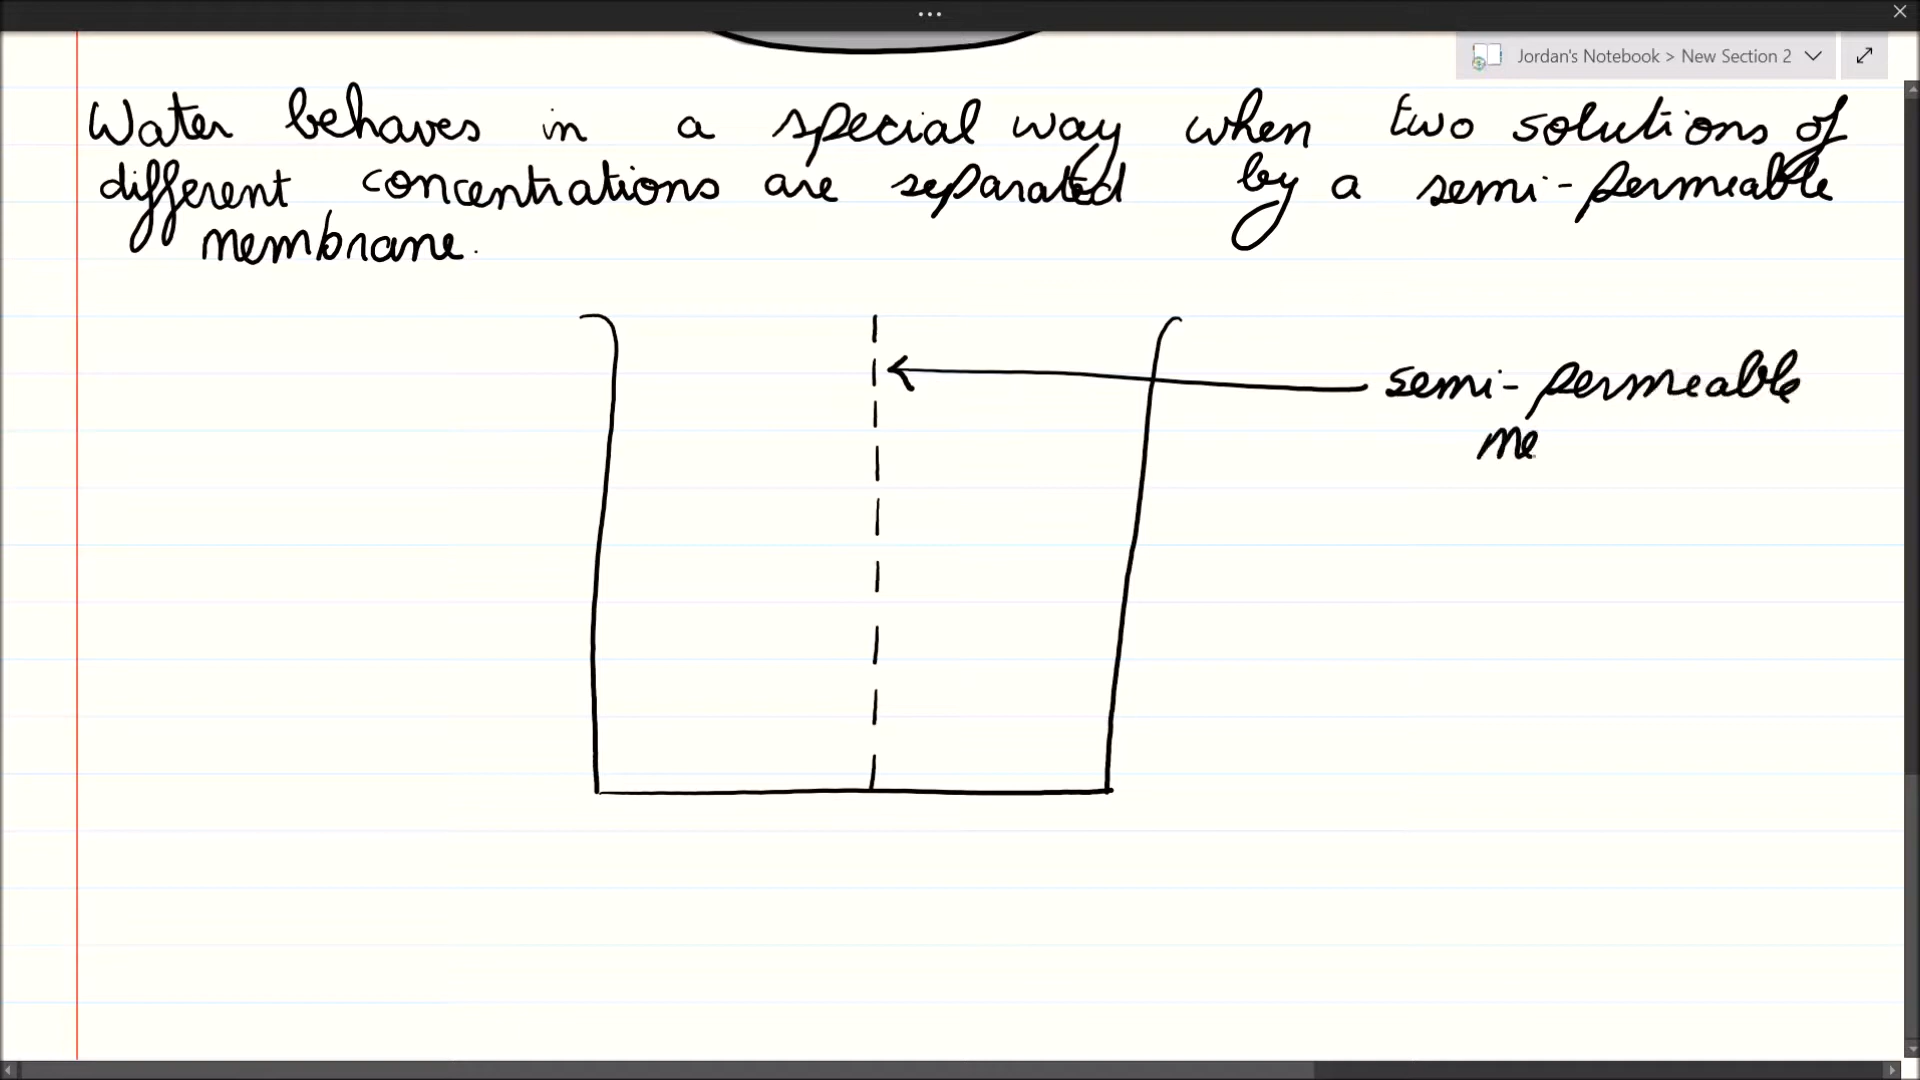 ...
Jordan's Notebook > New Section 2
Water behaves in a special way when two solutions of
different concentrations are separated by a semi-permeable
membrane.
semi-permeable
me